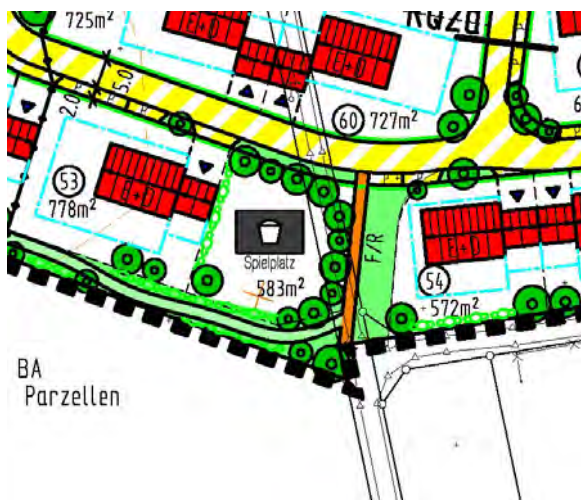 725m²
E+D
E+D
5.0
2.0
P
P
60 727m²
53
778m²
E+D
Spielplatz
583m²
F/R
E+D
54
572m²
BA
Parzellen